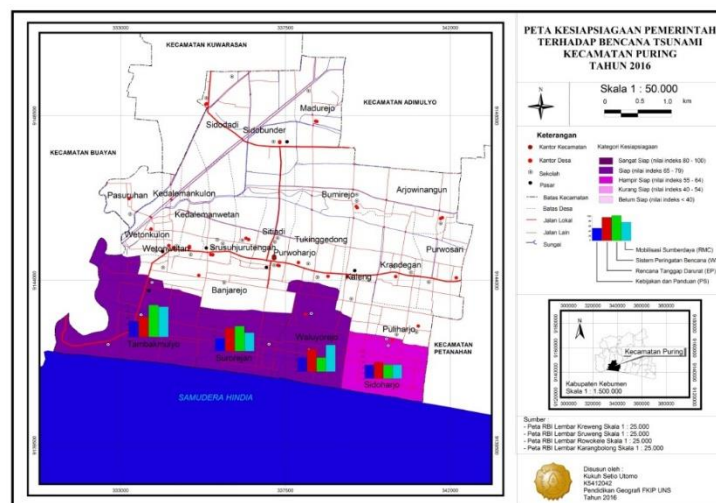 PETA KESIAPSIAGAAN PEMERINTAH
TERHADAP BENCANA TSUNAMI
KECAMATAN PURING
TAHUN 2016
Skala 1 : 50.000
0 0.5 1.0 km
Keterangan
Kantor Kecamatan
Kantor Desa
Sekolah
Pasar
Batas Kecamatan
Batas Desa
Jalan Lokal
Jalan Lain
Sungai
Kategori Kesiapsiagaan
Sangat Siap (nilai indeks 80 - 100)
Siap (nilai indeks 65 - 79)
Hampir Siap (nilai indeks 55 - 64)
Kurang Siap (nilai indeks 40 - 54)
Belum Siap (nilai indeks < 40)
Mobilisasi Sumberdaya (RMC)
Sistem Peringatan Bencana (W
Rencana Tanggap Darurat (EP)
Kebijakan dan Panduan (PS)
KECAMATAN KUWARASAN
KECAMATAN ADIMULYO
KECAMATAN BUAYAN
KECAMATAN
PETANAHAN
Madurejo
Sidodadi
Sidobunder
Pasuruhan
Kedalemankulon
Kedalemanwetan
Bumirejo
Arjowinangun
Wetonkulon
Wetonwetan
Srusuhjurutengah
Sitiadi
Tukinggedong
Purwoharjo
Purwosari
Krandegan
Kaleng
Banjarejo
Puliharjo
Tambakmulyo
Surorejan
Waluyorejo
Sidoharjo
SAMUDERA HINDIA
Kecamatan Puring
Kabupaten Kebumen
Skala 1 : 1.500.000
Sumber :
- Peta RBI Lembar Kreweng Skala 1 : 25.000
- Peta RBI Lembar Sruweng Skala 1 : 25.000
- Peta RBI Lembar Rowokele Skala 1 : 25.000
- Peta RBI Lembar Karangbolong Skala 1 : 25.000
Disusun oleh :
Kukuh Setio Utomo
K5412042
Pendidikan Geografi FKIP UNS
Tahun 2016